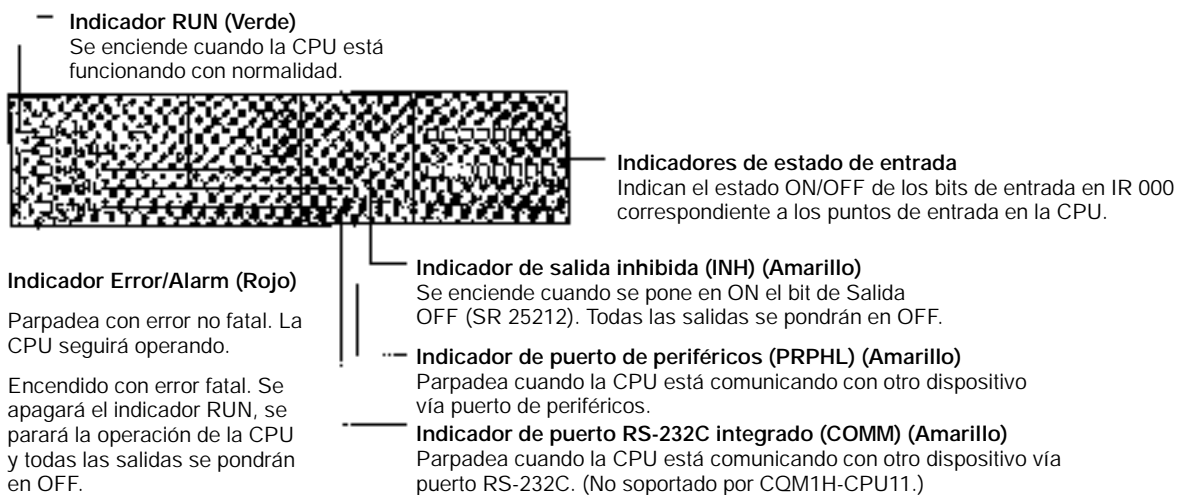 Indicador RUN (Verde)
Se enciende cuando la CPU está
funcionando con normalidad.
Indicadores de estado de entrada
Indican el estado ON/OFF de los bits de entrada en IR 000
correspondiente a los puntos de entrada en la CPU.
Indicador Error/Alarm (Rojo)
Parpadea con error no fatal. La
CPU seguirá operando.
Encendido con error fatal. Se
apagará el indicador RUN, se
parará la operación de la CPU
y todas las salidas se pondrán
en OFF.
Indicador de salida inhibida (INH) (Amarillo)
Se enciende cuando se pone en ON el bit de Salida
OFF (SR 25212). Todas las salidas se pondrán en OFF.
Indicador de puerto de periféricos (PRPHL) (Amarillo)
Parpadea cuando la CPU está comunicando con otro dispositivo
vía puerto de periféricos.
Indicador de puerto RS-232C integrado (COMM) (Amarillo)
Parpadea cuando la CPU está comunicando con otro dispositivo vía
puerto RS-232C. (No soportado por CQM1H-CPU11.)